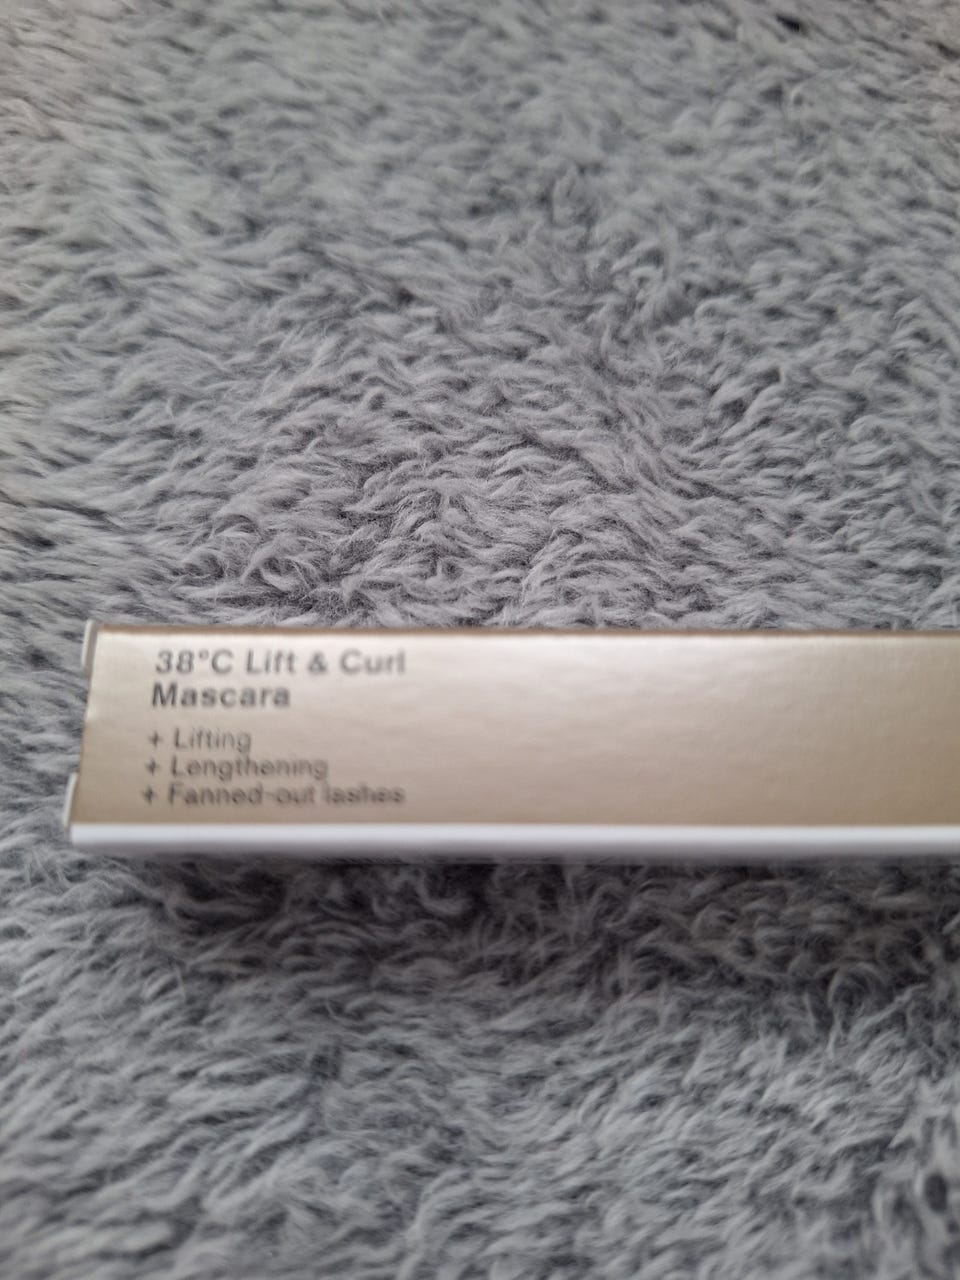 38°C Lift & Curl
Mascara
+ Lifting
+ Lengthening
+ Fanned-out lashes